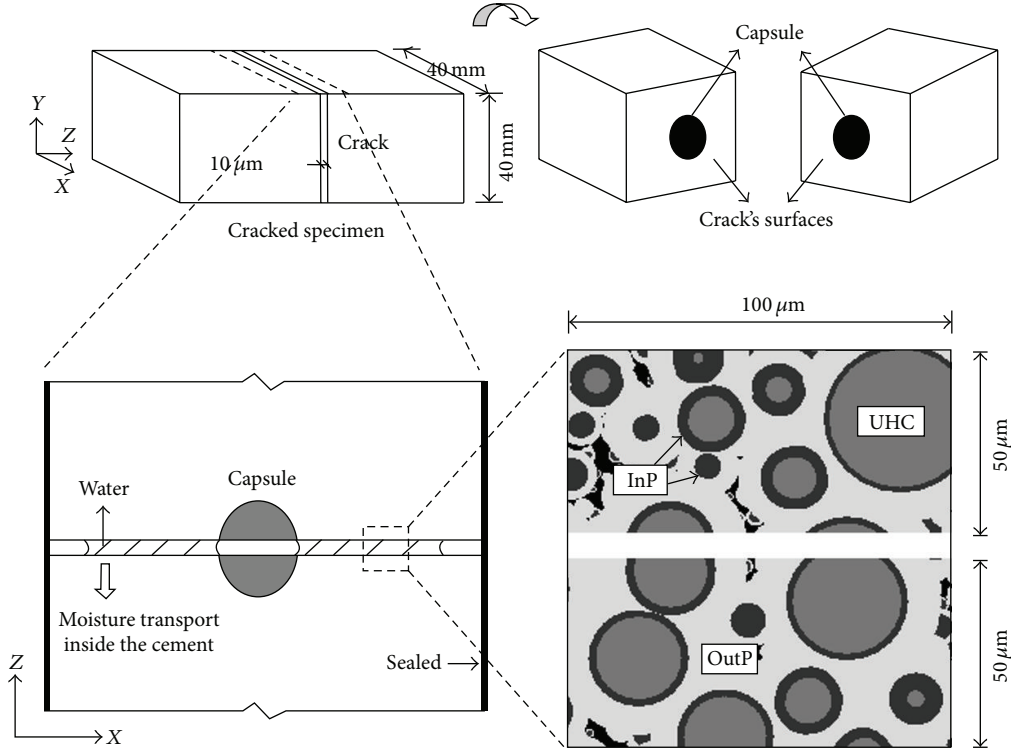 40 mm
Y
Z
X
10 μm
Crack
40 mm
Cracked specimen
Capsule
Crack's surfaces
Water
Capsule
Moisture transport
inside the cement
Sealed
Z
X
100 μm
UHC
InP
OutP
50 μm
50 μm